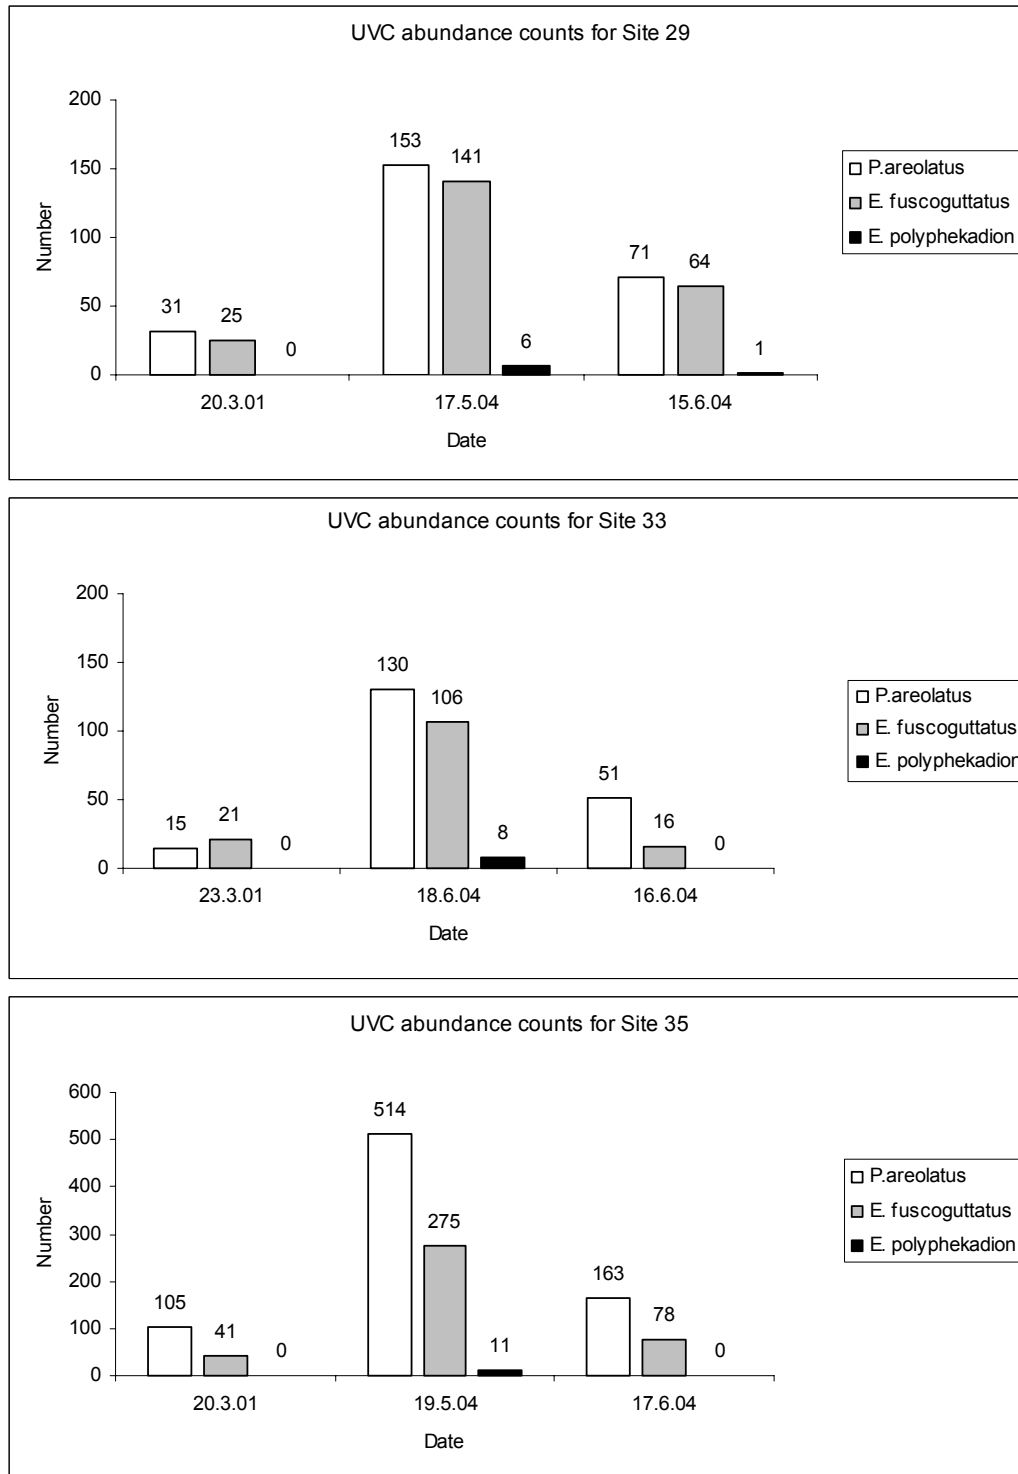 UVC abundance counts for Site 29
200
150
100
50
0
Number
153
141
31
25
0
6
71
64
1
20.3.01
17.5.04
15.6.04
Date
P.areolatus
E. fuscoguttatus
E. polyphekadion
UVC abundance counts for Site 33
200
150
100
50
0
Number
15
21
0
130
106
8
51
16
0
23.3.01
18.6.04
16.6.04
Date
P.areolatus
E. fuscoguttatus
E. polyphekadion
UVC abundance counts for Site 35
600
500
400
300
200
100
0
Number
105
41
0
514
275
11
163
78
0
20.3.01
19.5.04
17.6.04
Date
P.areolatus
E. fuscoguttatus
E. polyphekadion